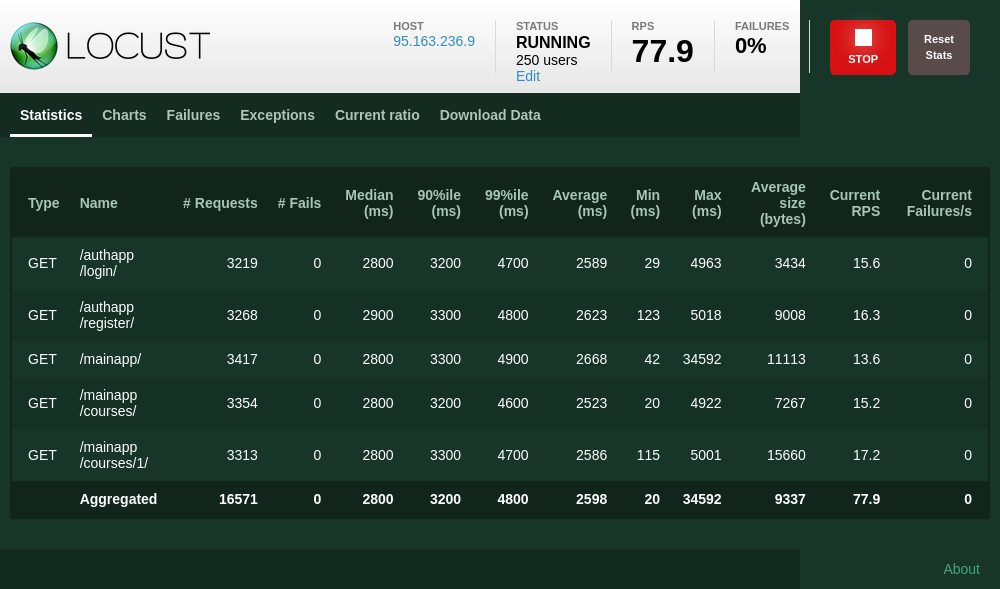 LOCUST
HOST
95.163.236.9
STATUS
RUNNING
250 users
Edit
RPS
77.9
FAILURES
0%
STOP
Reset
Stats
Statistics Charts Failures Exceptions Current ratio Download Data
Type Name # Requests # Fails Median (ms) 90%ile (ms) 99%ile (ms) Average (ms) Min (ms) Max (ms) Average size (bytes) Current RPS Current Failures/s
GET /authapp/login/ 3219 0 2800 3200 4700 2589 29 4963 3434 15.6 0
GET /authapp/register/ 3268 0 2900 3300 4800 2623 123 5018 9008 16.3 0
GET /mainapp/ 3417 0 2800 3300 4900 2668 42 34592 11113 13.6 0
GET /mainapp/courses/ 3354 0 2800 3200 4600 2523 20 4922 7267 15.2 0
GET /mainapp/courses/1/ 3313 0 2800 3300 4700 2586 115 5001 15660 17.2 0
Aggregated 16571 0 2800 3200 4800 2598 20 34592 9337 77.9 0
About